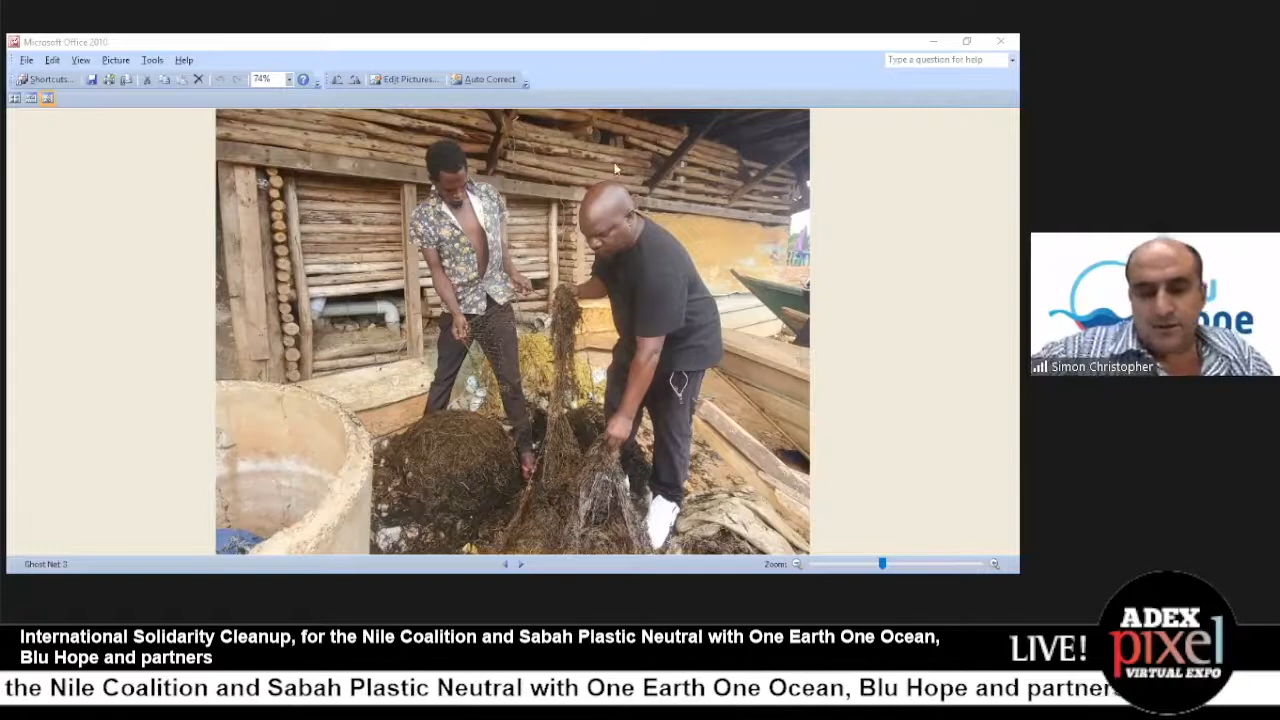 Microsoft Office 2010
File Edit View Picture Tools Help
Type a question for help
Shortcuts...
74%
Edit Pictures...
Auto Correct
Simon Christopher
Ghost Net 3
Zoom:
International Solidarity Cleanup, for the Nile Coalition and Sabah Plastic Neutral with One Earth One Ocean,
Blu Hope and partners
LIVE!
ADEX
pixel
VIRTUAL EXPO
the Nile Coalition and Sabah Plastic Neutral with One Earth One Ocean, Blu Hope and partners